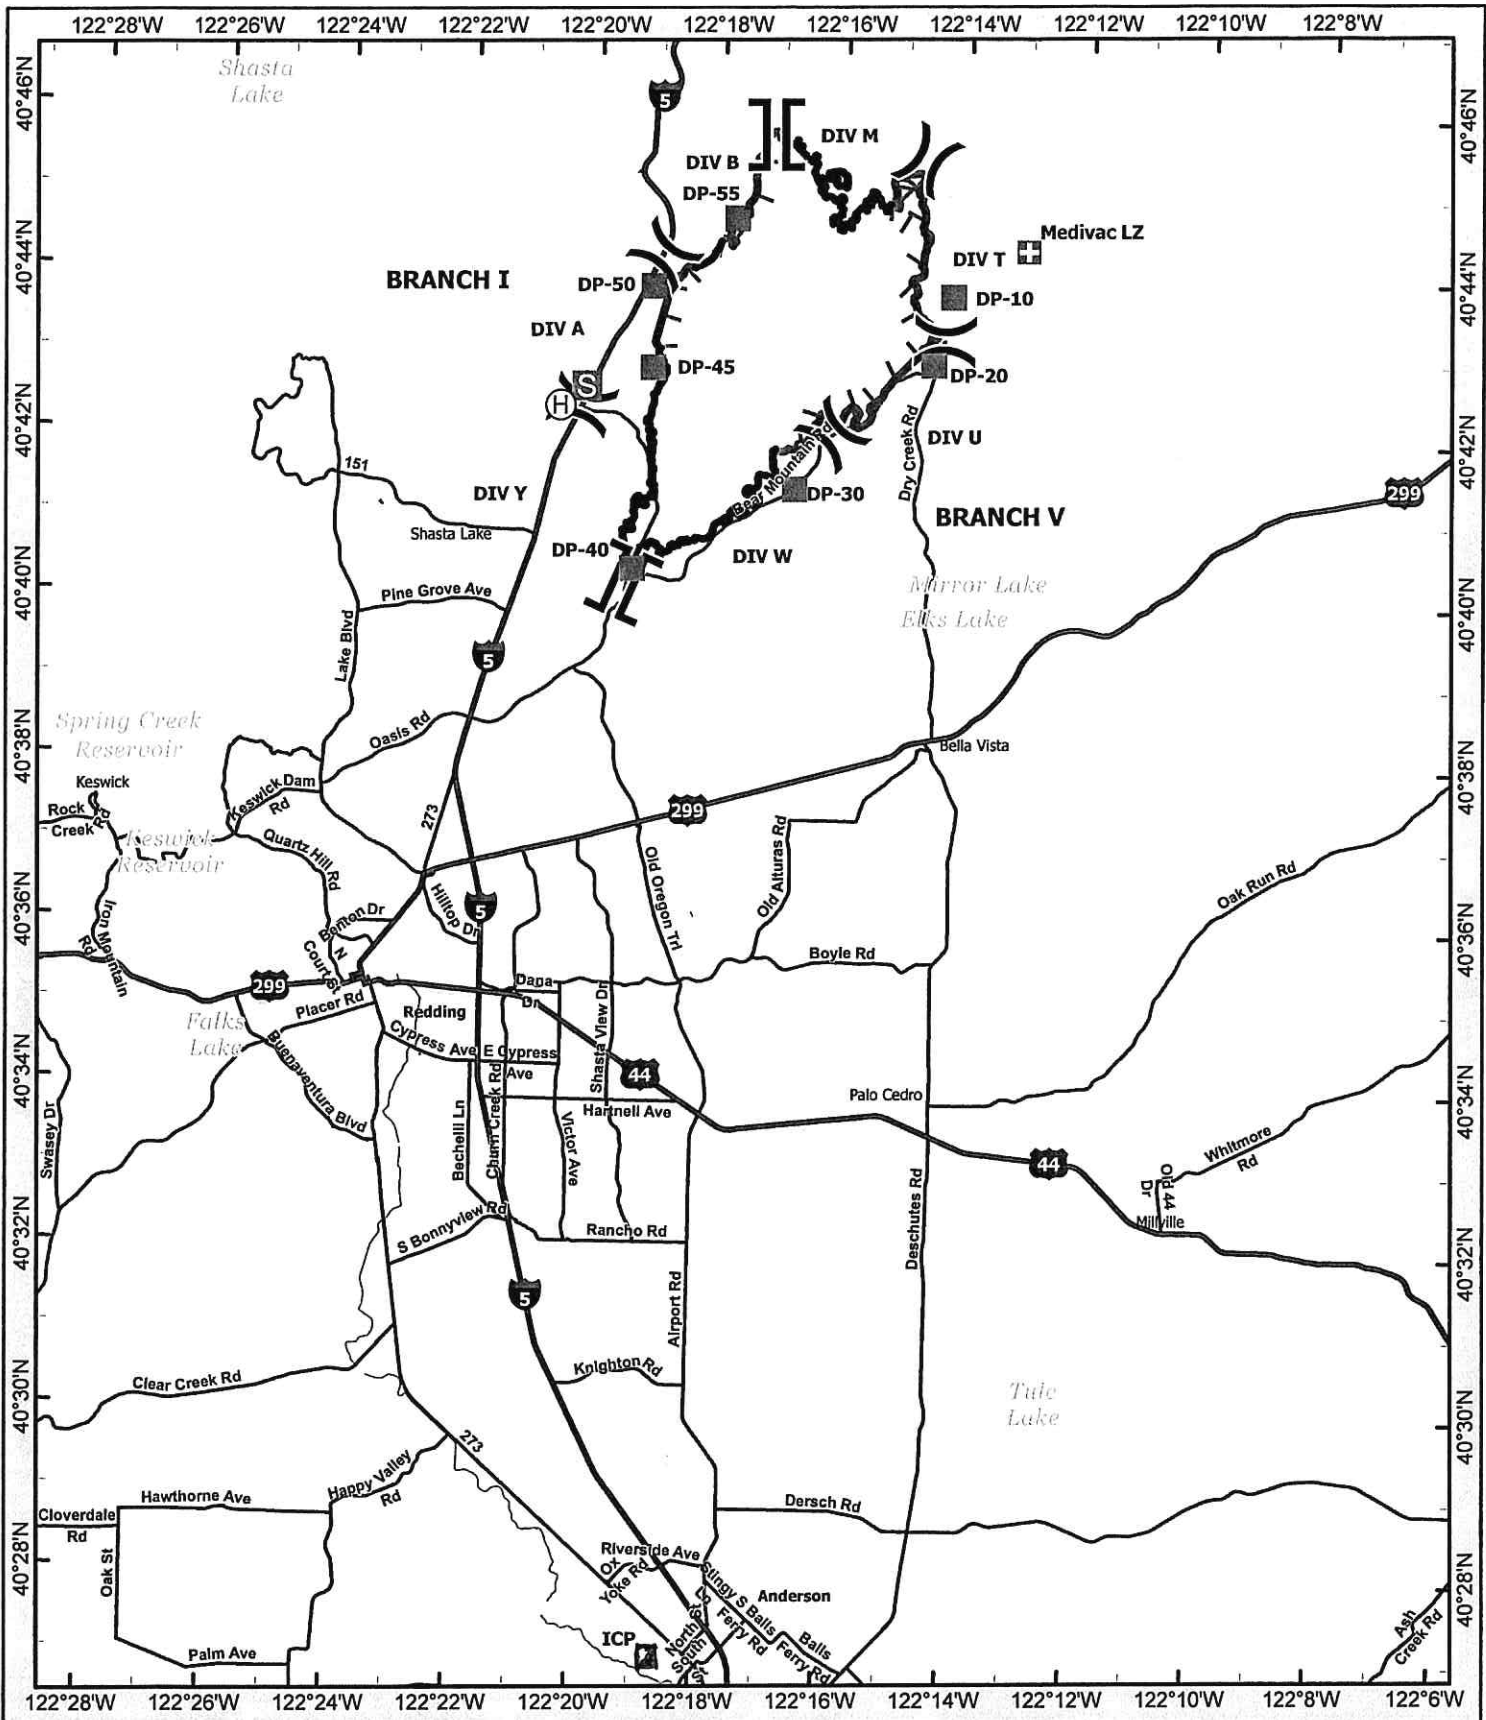 122°28'W 122°26'W 122°24'W 122°22'W 122°20'W 122°18'W 122°16'W 122°14'W 122°12'W 122°10'W 122°8'W
40°46'N
40°46'N
Shasta
Lake
5
DIV M
DIV B
DP-55
Medivac LZ
40°44'N
40°44'N
BRANCH I
DP-50
DIV T
DP-10
DIV A
DP-45
S
H
DP-20
40°42'N
40°42'N
151
DIV Y
Shasta Lake
Bear Mountain Rd
Dry Creek Rd
DIV U
DP-30
299
BRANCH V
DP-40
DIV W
40°40'N
40°40'N
Pine Grove Ave
Mirror Lake
Elks Lake
Lake Blvd
5
Spring Creek
Reservoir
Oasis Rd
40°38'N
40°38'N
Bella Vista
Keswick
Keswick Dam
Rd
Rock
Creek Rd
273
299
Keswick
Reservoir
Quartz Hill Rd
Old Oregon Trl
Old Alturas Rd
Oak Run Rd
40°36'N
40°36'N
Iron Mountain
Rd
Benton Dr
Hilltop Dr
5
N
Court St
Boyle Rd
299
Placer Rd
Dana
Dr
Redding
Falks
Lake
Cypress Ave
E Cypress
Ave
Shasta View Dr
40°34'N
40°34'N
44
Buenaventura Blvd
Hartnell Ave
Palo Cedro
Swasey Dr
Bechelli Ln
Churn Creek Rd
Victor Ave
Whitmore
Rd
44
Old 44
Dr
Millville
40°32'N
40°32'N
S Bonnyview Rd
Rancho Rd
Deschutes Rd
5
Airport Rd
Clear Creek Rd
Knighton Rd
40°30'N
40°30'N
Tule
Lake
273
Happy Valley
Rd
Hawthorne Ave
Cloverdale
Rd
Dersch Rd
40°28'N
40°28'N
Oak St
Riverside Ave
Ox
Yoke Rd
Stingy
Ln
S Balls
Ferry Rd
Anderson
Balls
Ferry Rd
North St
South St
Ash
Creek Rd
Palm Ave
ICP
122°28'W 122°26'W 122°24'W 122°22'W 122°20'W 122°18'W 122°16'W 122°14'W 122°12'W 122°10'W 122°8'W 122°6'W